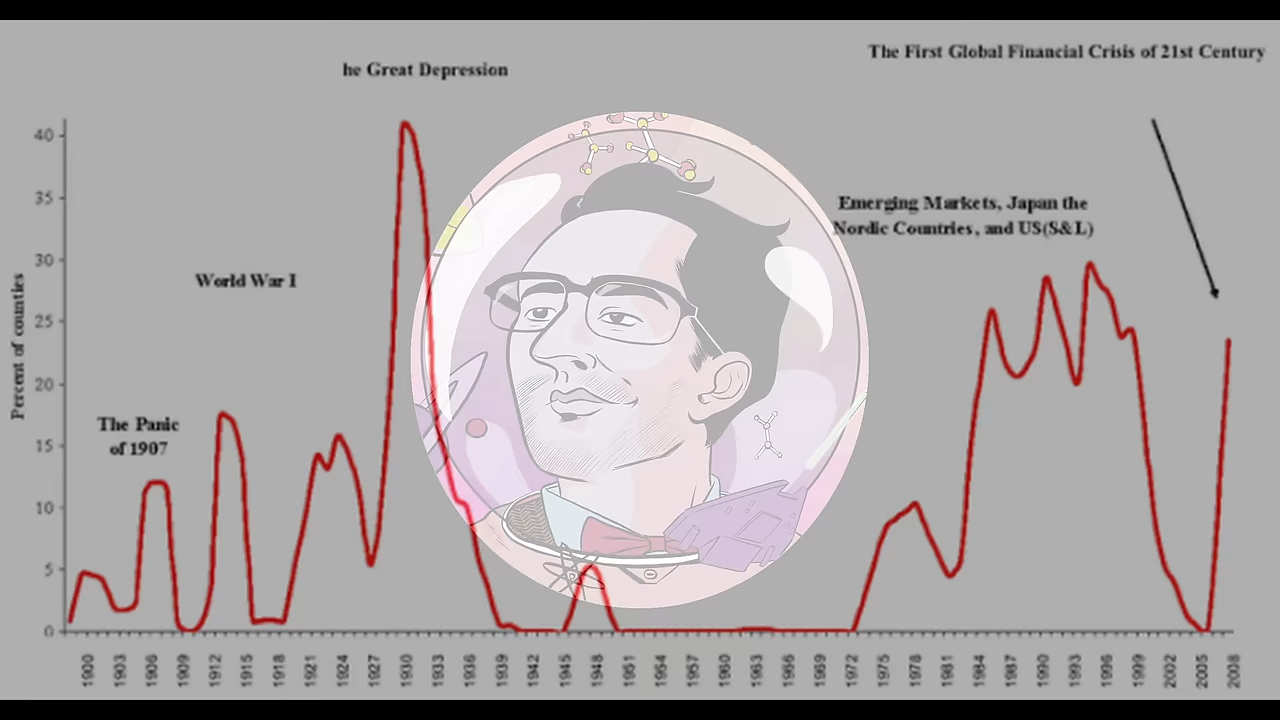 he Great Depression
The First Global Financial Crisis of 21st Century
Emerging Markets, Japan the
Nordic Countries, and US(S&L)
World War I
The Panic
of 1907
Percent of counties
40
35
30
25
20
15
10
5
0
1900 1903 1906 1909 1912 1915 1918 1921 1924 1927 1930 1933 1936 1939 1942 1945 1948 1951 1954 1957 1960 1963 1966 1969 1972 1975 1978 1981 1984 1987 1990 1993 1996 1999 2002 2005 2008